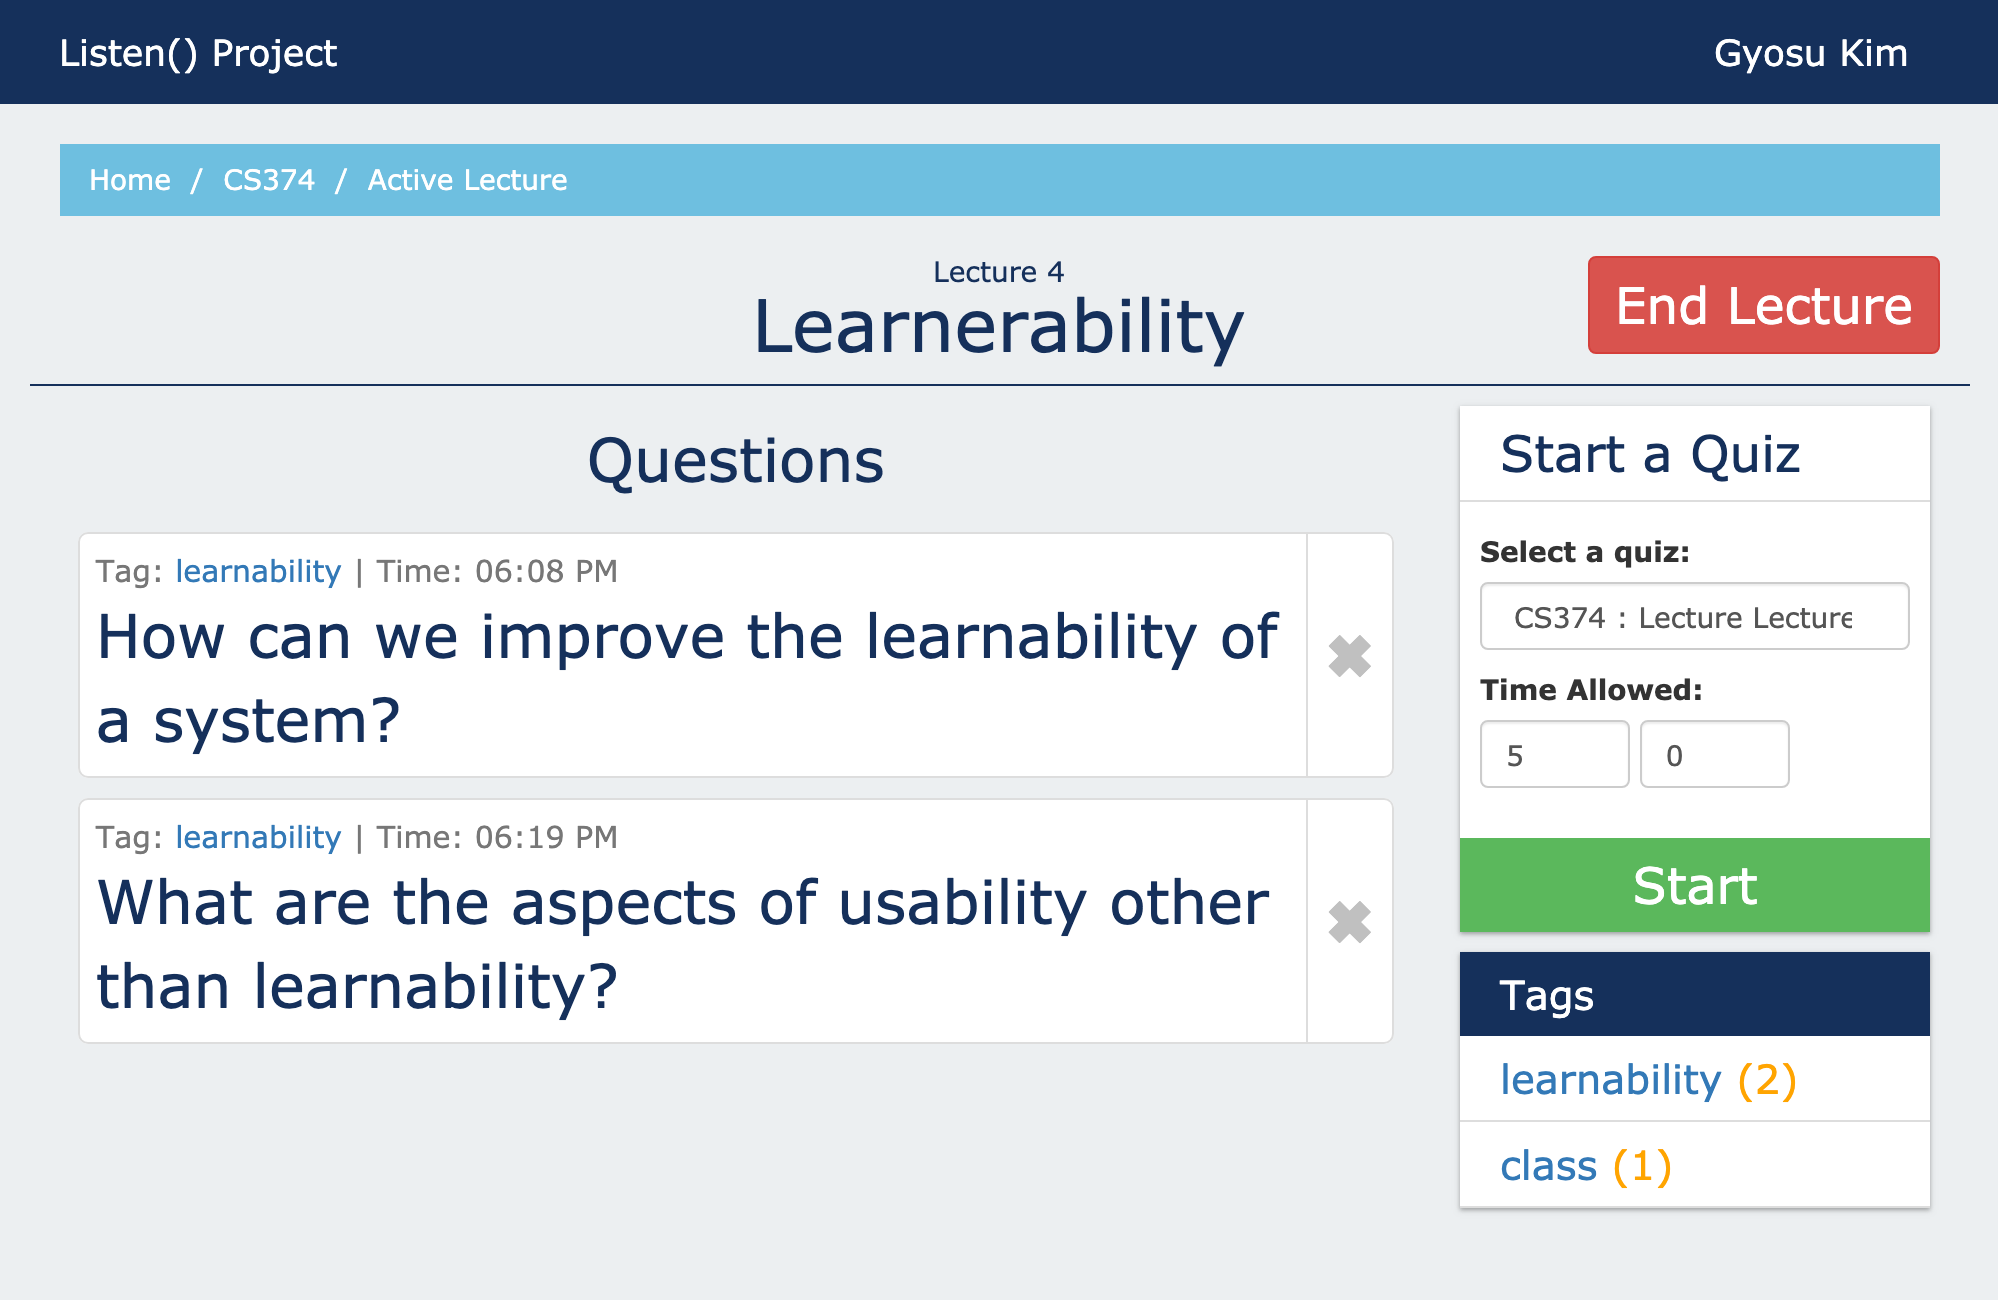 Listen() Project
Gyosu Kim
Home / CS374 / Active Lecture
Lecture 4
Learnerability
End Lecture
Questions
Tag: learnability | Time: 06:08 PM
How can we improve the learnability of
a system?
Tag: learnability | Time: 06:19 PM
What are the aspects of usability other
than learnability?
Start a Quiz
Select a quiz:
CS374 : Lecture Lecture
Time Allowed:
5
0
Start
Tags
learnability (2)
class (1)